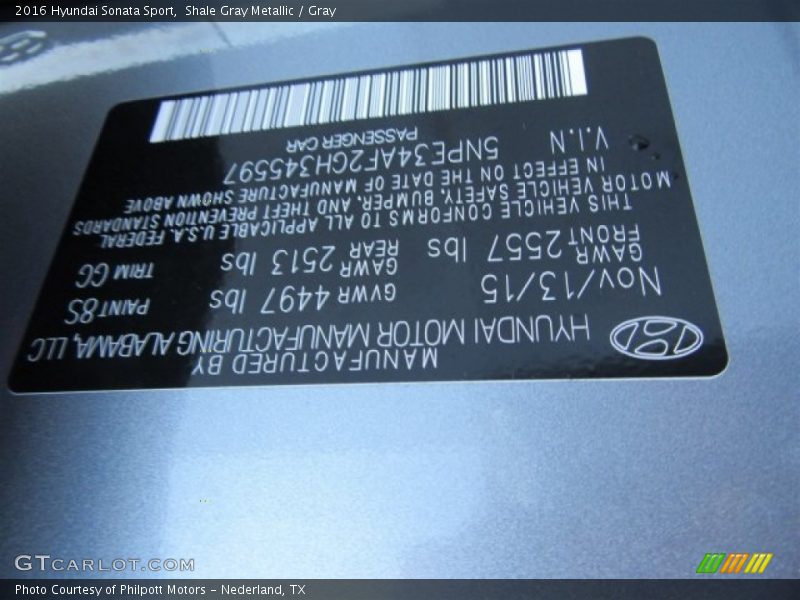 2016 Hyundai Sonata Sport,  Shale Gray Metallic / Gray
MANUFACTURED BY
HYUNDAI MOTOR MANUFACTURING ALABAMA, LLC
Nov/13/15 GVWR 4497 lbs PAINT 8S
GAWR FRONT 2557 lbs GAWR REAR 2513 lbs TRIM GG
THIS VEHICLE CONFORMS TO ALL APPLICABLE U.S.A. FEDERAL
MOTOR VEHICLE SAFETY, BUMPER, AND THEFT PREVENTION STANDARDS
IN EFFECT ON THE DATE OF MANUFACTURE SHOWN ABOVE
V.I.N 5NPE34AF2GH345597
PASSENGER CAR
GTCARLOT.COM
Photo Courtesy of Philpott Motors - Nederland, TX